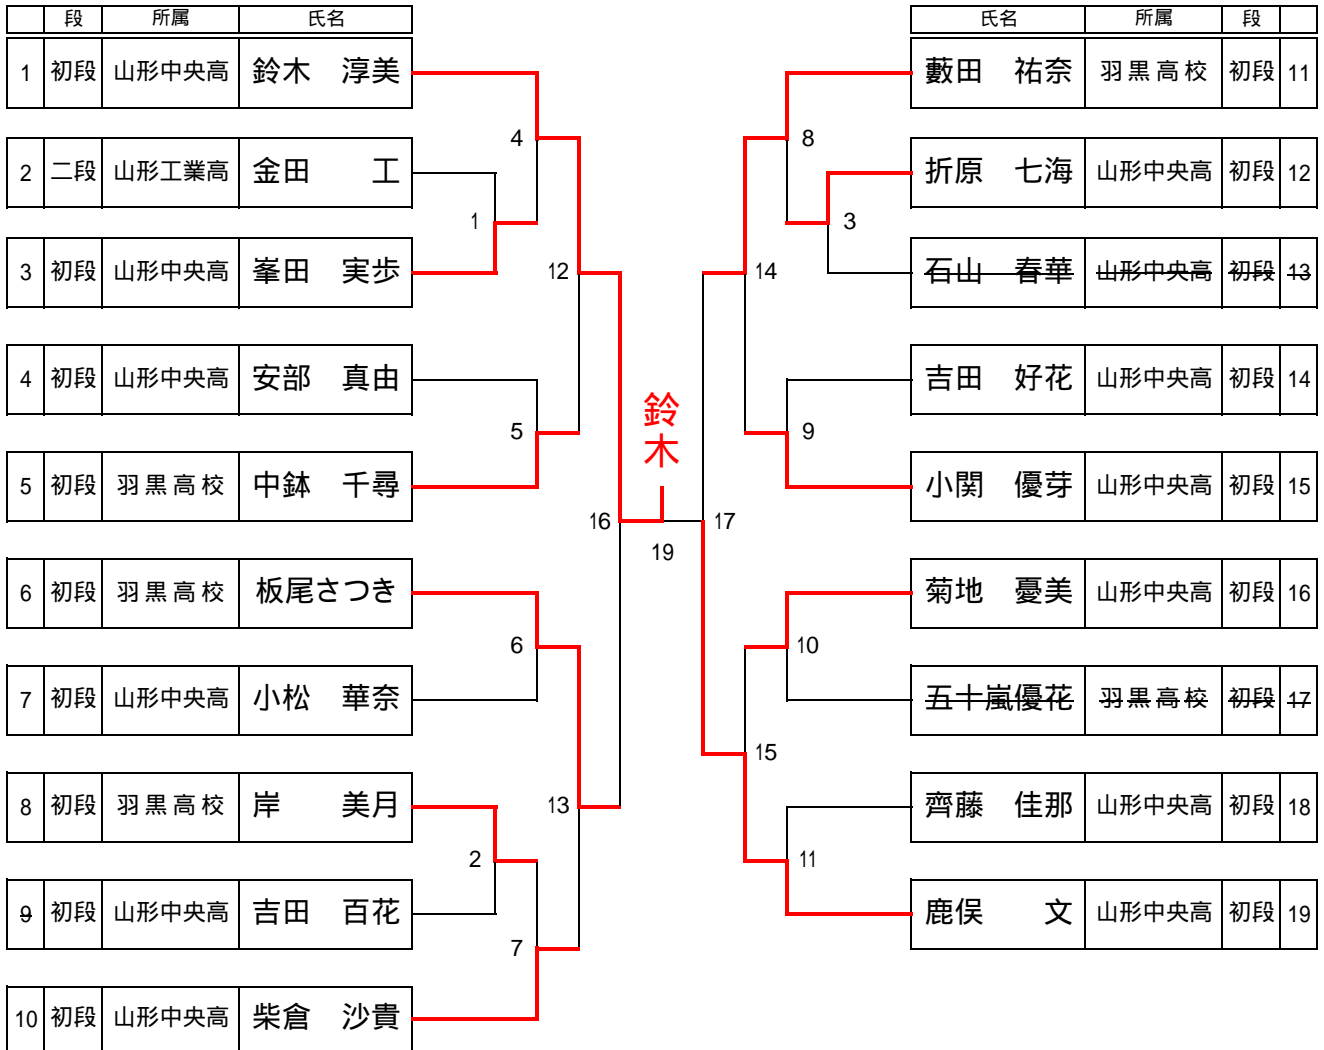 段 所属 氏名
1 初段 山形中央高 鈴木 淳美
2 二段 山形工業高 金田 工
3 初段 山形中央高 峯田 実歩
4 初段 山形中央高 安部 真由
5 初段 羽黒高校 中鉢 千尋
6 初段 羽黒高校 板尾さつき
7 初段 山形中央高 小松 華奈
8 初段 羽黒高校 岸 美月
9 初段 山形中央高 吉田 百花
10 初段 山形中央高 柴倉 沙貴
4
1
12
5
16
6
13
2
7
鈴
木
19
8
3
14
9
17
10
15
11
氏名 所属 段
藪田 祐奈 羽黒高校 初段 11
折原 七海 山形中央高 初段 12
石山 春華 山形中央高 初段 13
吉田 好花 山形中央高 初段 14
小関 優芽 山形中央高 初段 15
菊地 憂美 山形中央高 初段 16
五十嵐優花 羽黒高校 初段 17
齊藤 佳那 山形中央高 初段 18
鹿俣 文 山形中央高 初段 19